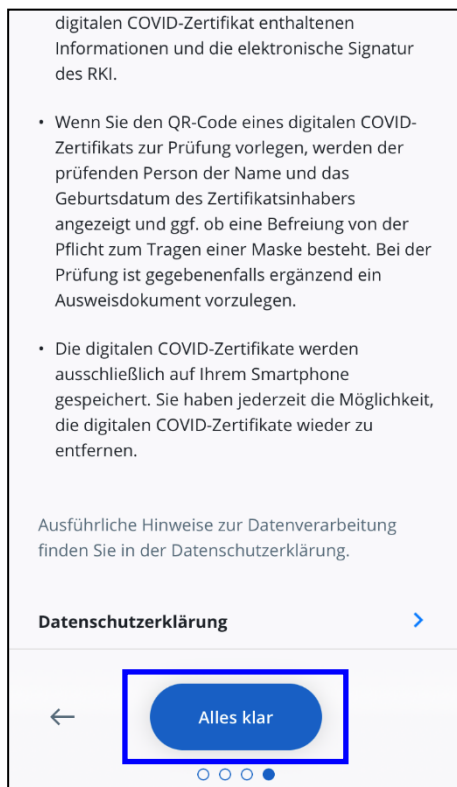 digitalen COVID-Zertifikat enthaltenen
Informationen und die elektronische Signatur
des RKI.
• Wenn Sie den QR-Code eines digitalen COVID-
Zertifikats zur Prüfung vorlegen, werden der
prüfenden Person der Name und das
Geburtsdatum des Zertifikatsinhabers
angezeigt und ggf. ob eine Befreiung von der
Pflicht zum Tragen einer Maske besteht. Bei der
Prüfung ist gegebenenfalls ergänzend ein
Ausweisdokument vorzulegen.
• Die digitalen COVID-Zertifikate werden
ausschließlich auf Ihrem Smartphone
gespeichert. Sie haben jederzeit die Möglichkeit,
die digitalen COVID-Zertifikate wieder zu
entfernen.
Ausführliche Hinweise zur Datenverarbeitung
finden Sie in der Datenschutzerklärung.
Datenschutzerklärung
Alles klar